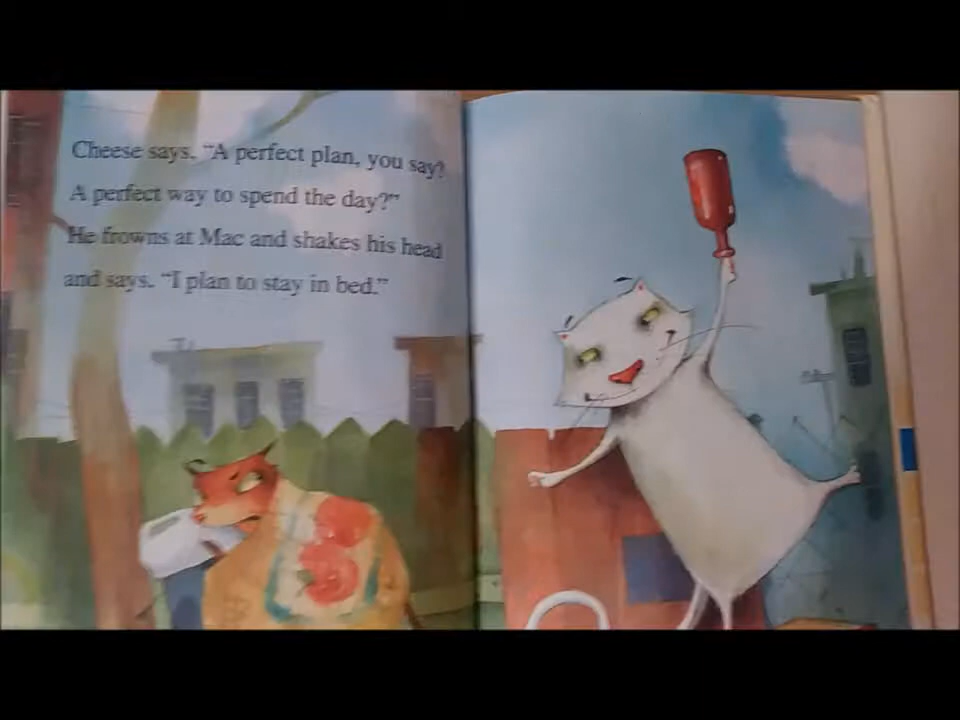 Cheese says, "A perfect plan, you say?
A perfect way to spend the day?"
He frowns at Mac and shakes his head
and says, "I plan to stay in bed."